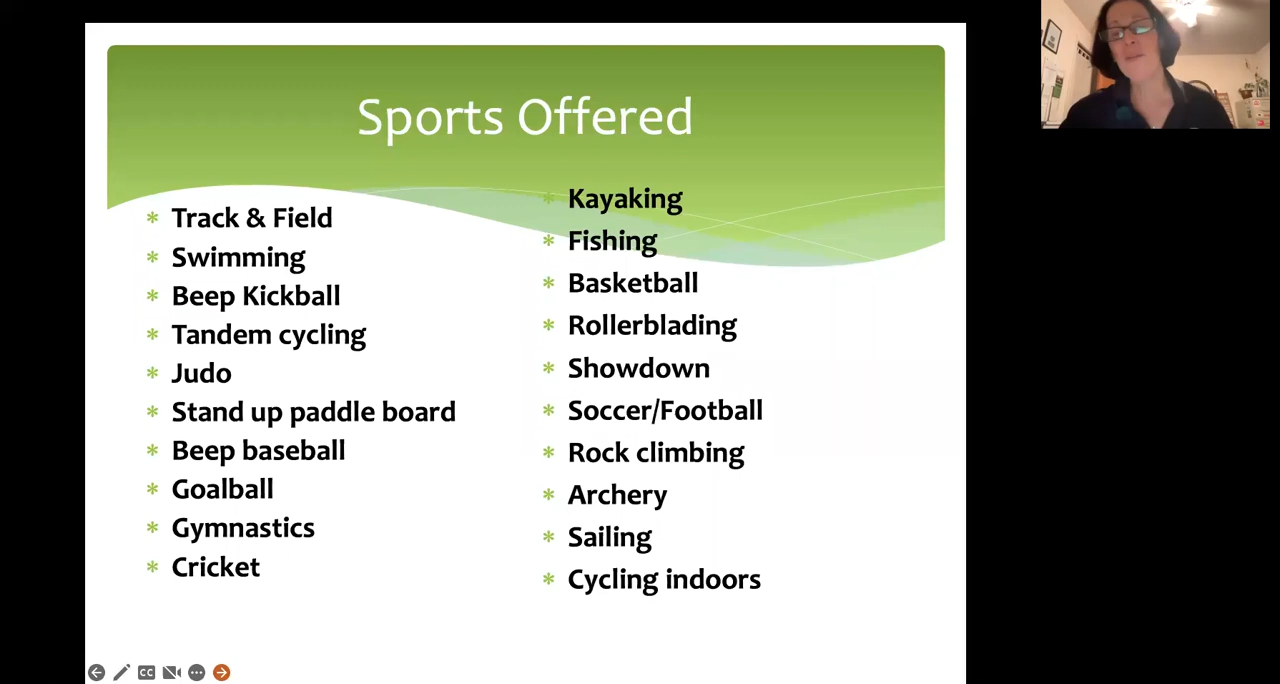 Sports Offered
* Track & Field
* Swimming
* Beep Kickball
* Tandem cycling
* Judo
* Stand up paddle board
* Beep baseball
* Goalball
* Gymnastics
* Cricket
* Kayaking
* Fishing
* Basketball
* Rollerblading
* Showdown
* Soccer/Football
* Rock climbing
* Archery
* Sailing
* Cycling indoors
CC